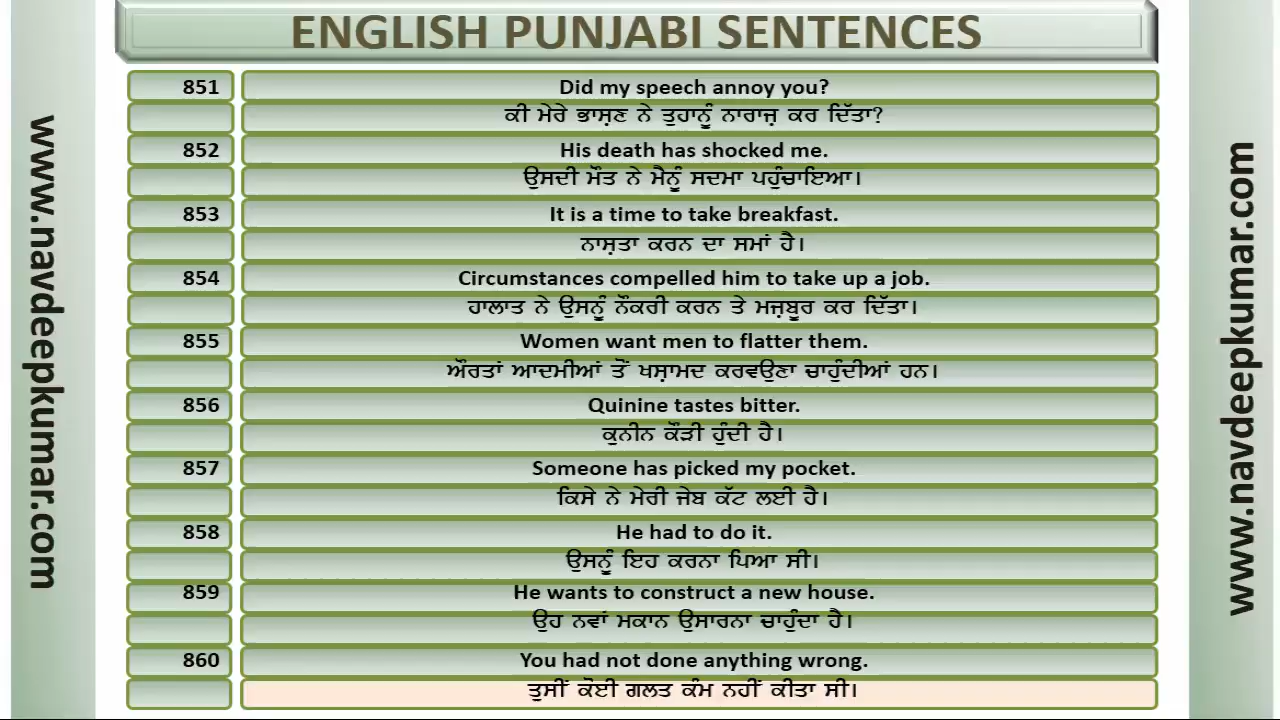 ENGLISH PUNJABI SENTENCES
www.navdeepkumar.com
851 Did my speech annoy you?
ਕੀ ਮੇਰੇ ਭਾਸ਼ਣ ਨੇ ਤੁਹਾਨੂੰ ਨਾਰਾਜ਼ ਕਰ ਦਿੱਤਾ?
852 His death has shocked me.
ਉਸਦੀ ਮੌਤ ਨੇ ਮੈਨੂੰ ਸਦਮਾ ਪਹੁੰਚਾਇਆ।
853 It is a time to take breakfast.
ਨਾਸ਼ਤਾ ਕਰਨ ਦਾ ਸਮਾਂ ਹੈ।
854 Circumstances compelled him to take up a job.
ਹਾਲਾਤ ਨੇ ਉਸਨੂੰ ਨੌਕਰੀ ਕਰਨ ਤੇ ਮਜ਼ਬੂਰ ਕਰ ਦਿੱਤਾ।
855 Women want men to flatter them.
ਔਰਤਾਂ ਆਦਮੀਆਂ ਤੋਂ ਖਸ਼ਾਮਦ ਕਰਵਉਣਾ ਚਾਹੁੰਦੀਆਂ ਹਨ।
856 Quinine tastes bitter.
ਕੁਨੀਨ ਕੌੜੀ ਹੁੰਦੀ ਹੈ।
857 Someone has picked my pocket.
ਕਿਸੇ ਨੇ ਮੇਰੀ ਜੇਬ ਕੱਟ ਲਈ ਹੈ।
858 He had to do it.
ਉਸਨੂੰ ਇਹ ਕਰਨਾ ਪਿਆ ਸੀ।
859 He wants to construct a new house.
ਉਹ ਨਵਾਂ ਮਕਾਨ ਉਸਾਰਨਾ ਚਾਹੁੰਦਾ ਹੈ।
860 You had not done anything wrong.
ਤੁਸੀਂ ਕੋਈ ਗਲਤ ਕੰਮ ਨਹੀਂ ਕੀਤਾ ਸੀ।
www.navdeepkumar.com